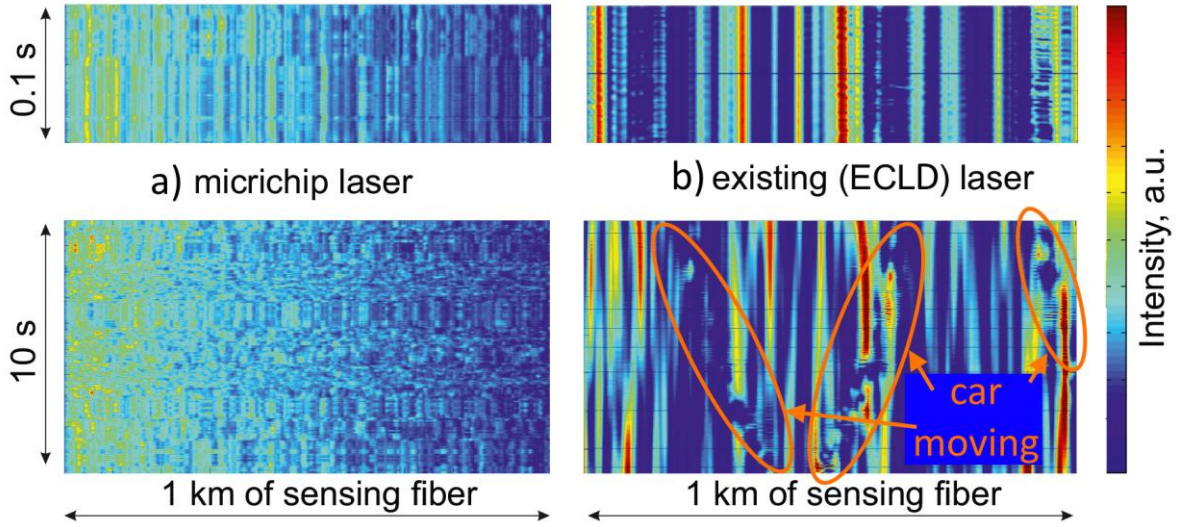 0.1 s
a) micrichip laser
b) existing (ECLD) laser
10 s
car
moving
1 km of sensing fiber
1 km of sensing fiber
Intensity, a.u.